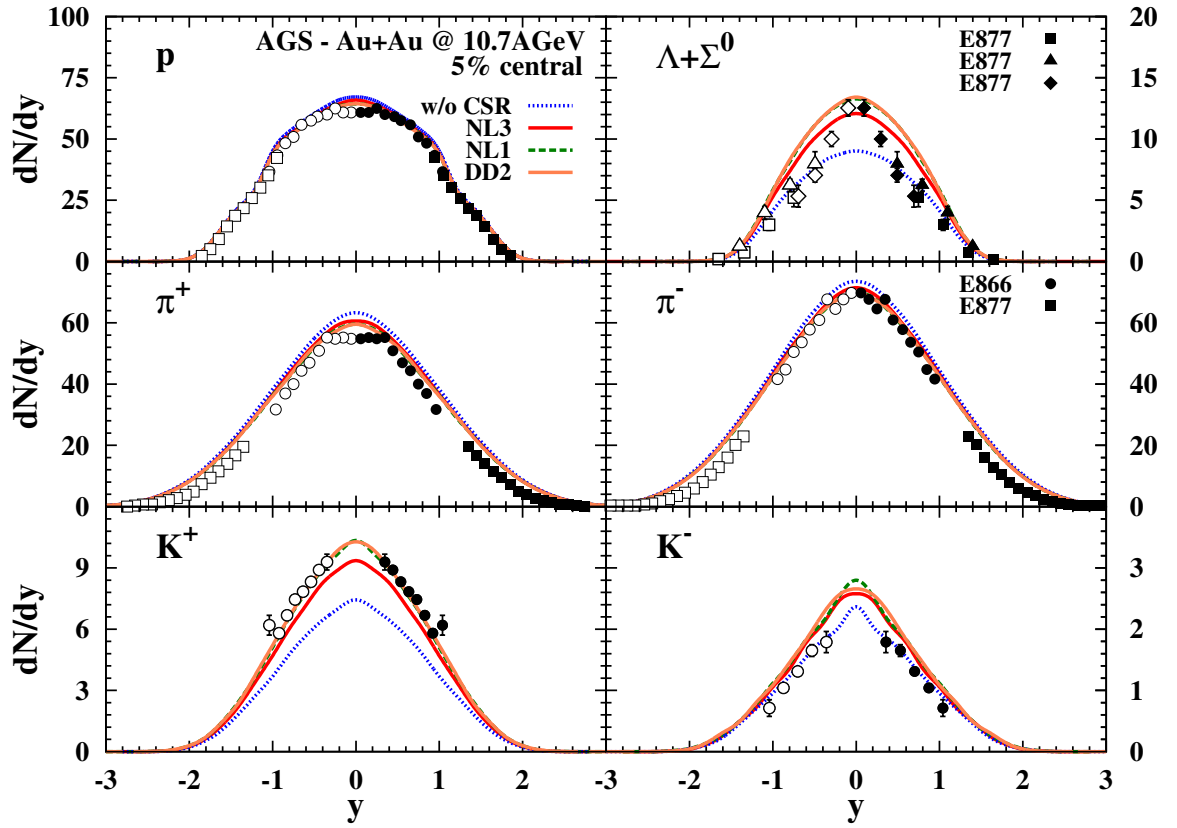 100
75
50
25
0
dN/dy
p
AGS - Au+Au @ 10.7AGeV
5% central
w/o CSR
NL3
NL1
DD2
Λ+Σ⁰
E877
E877
E877
20
15
10
5
0
60
40
20
0
dN/dy
π⁺
π⁻
E866
E877
60
40
20
0
9
6
3
0
dN/dy
K⁺
K⁻
3
2
1
0
-3 -2 -1 0 1 2
y
-3 -2 -1 0 1 2 3
y